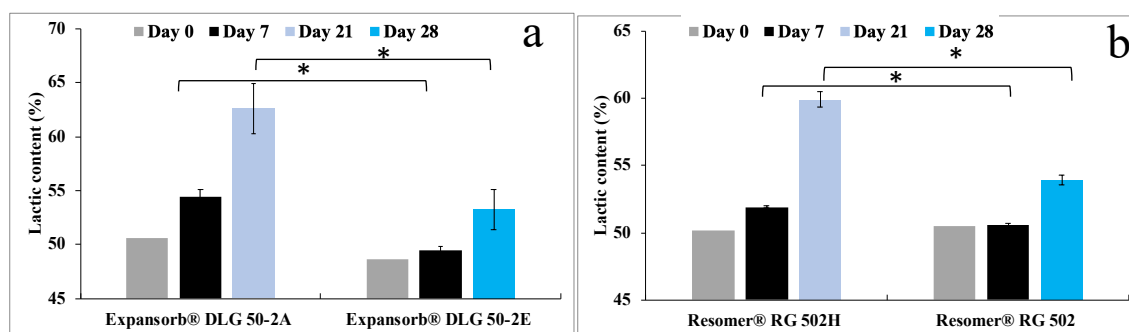 70
65
60
55
50
45
Lactic content (%)
Day 0 Day 7 Day 21 Day 28
a
*
*
Expansorb® DLG 50-2A Expansorb® DLG 50-2E
65
60
55
50
45
Lactic content (%)
Day 0 Day 7 Day 21 Day 28
b
*
*
Resomer® RG 502H Resomer® RG 502